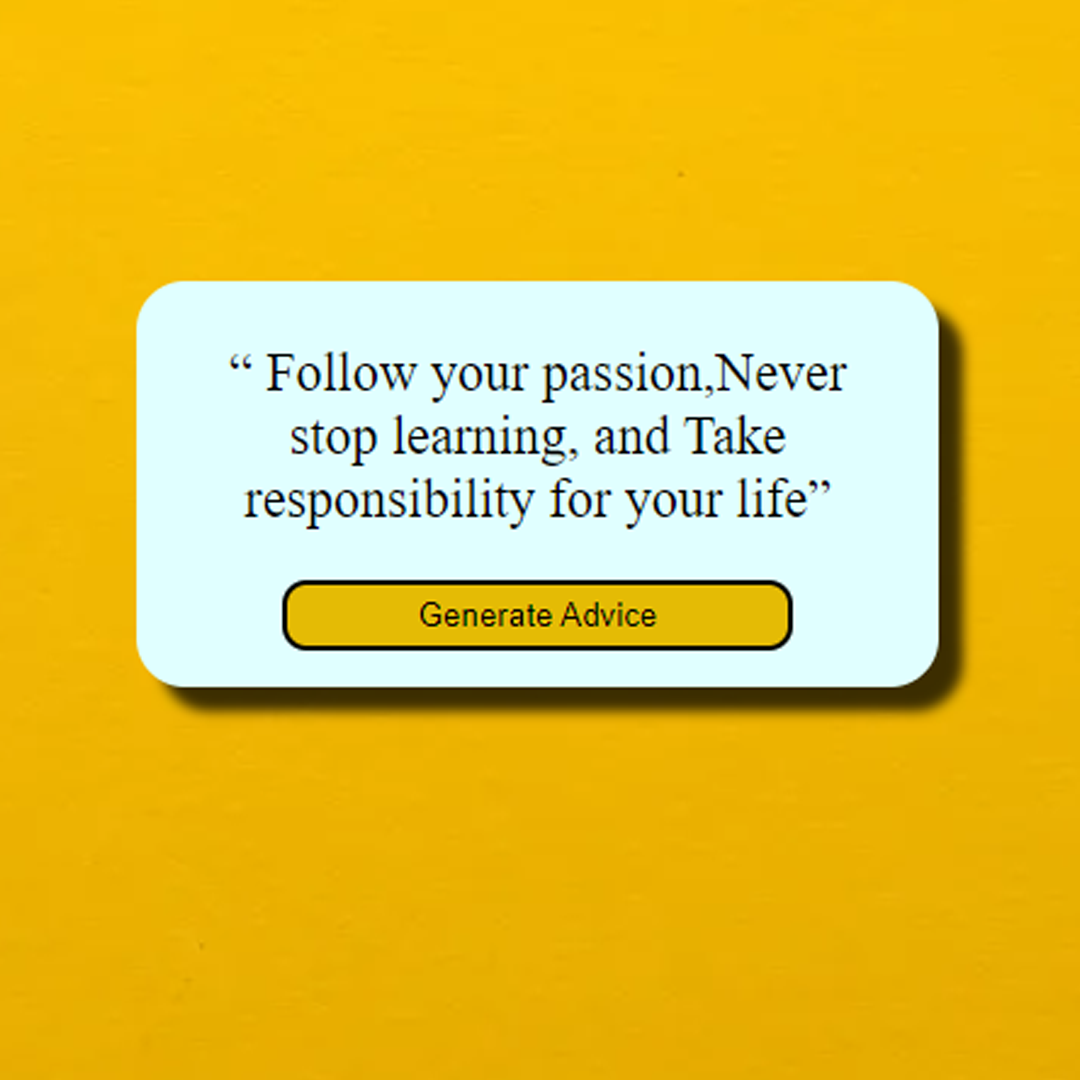 “ Follow your passion,Never
stop learning, and Take
responsibility for your life”
Generate Advice